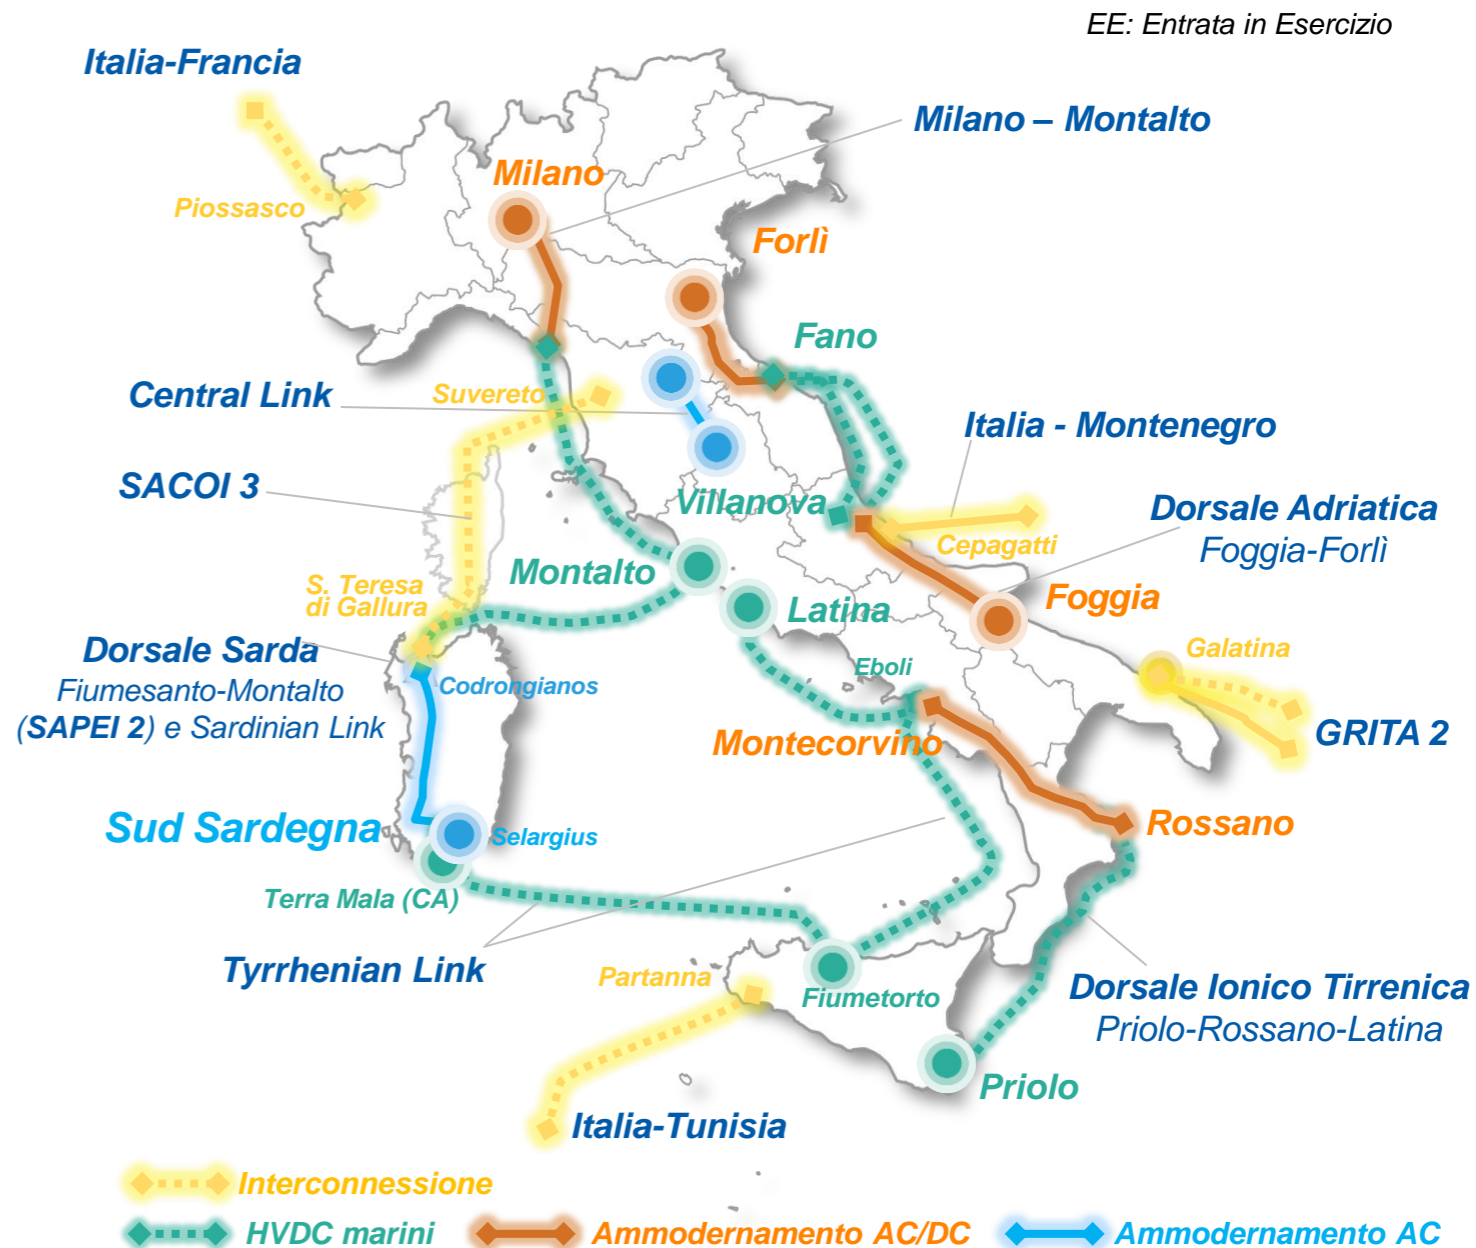 EE: Entrata in Esercizio
Italia-Francia
Milano – Montalto
Milano
Piossasco
Forlì
Fano
Central Link
Suvereto
Italia - Montenegro
SACOI 3
Villanova
Dorsale Adriatica
Foggia-Forlì
Cepagatti
Montalto
S. Teresa
di Gallura
Latina
Foggia
Dorsale Sarda
Fiumesanto-Montalto
(SAPEI 2) e Sardinian Link
Codrongianos
Eboli
Galatina
Montecorvino
GRITA 2
Sud Sardegna
Selargius
Rossano
Terra Mala (CA)
Tyrrhenian Link
Partanna
Fiumetorto
Dorsale Ionico Tirrenica
Priolo-Rossano-Latina
Priolo
Italia-Tunisia
Interconnessione
HVDC marini
Ammodernamento AC/DC
Ammodernamento AC